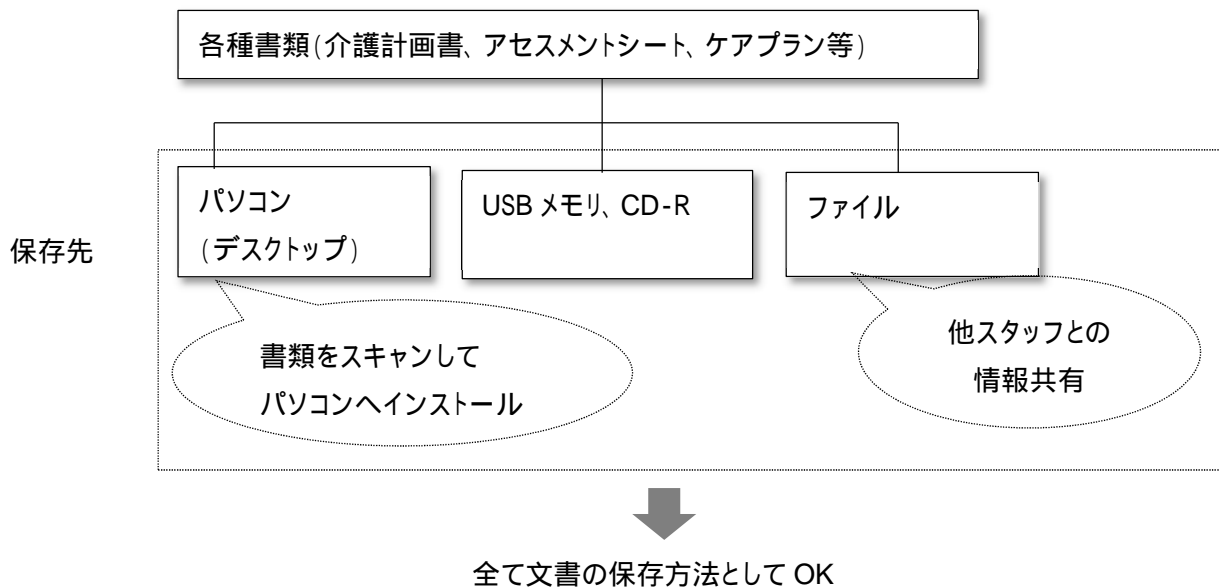 各種書類(介護計画書、アセスメントシート、ケアプラン等)
保存先
パソコン
(デスクトップ)
USB メモリ、CD-R
ファイル
書類をスキャンして
パソコンへインストール
他スタッフとの
情報共有
全て文書の保存方法として OK